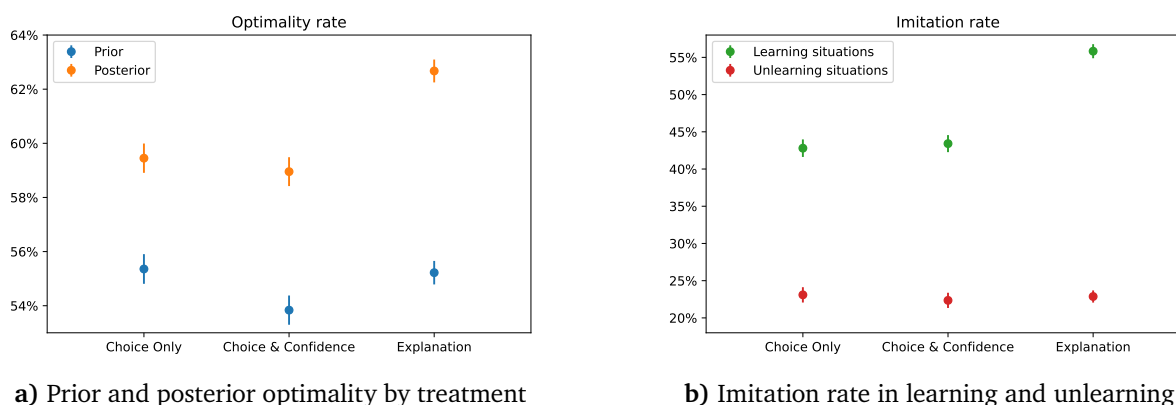 Optimality rate
64%
62%
60%
58%
56%
54%
Prior
Posterior
Choice Only
Choice & Confidence
Explanation
a) Prior and posterior optimality by treatment
Imitation rate
55%
50%
45%
40%
35%
30%
25%
20%
Learning situations
Unlearning situations
Choice Only
Choice & Confidence
Explanation
b) Imitation rate in learning and unlearning